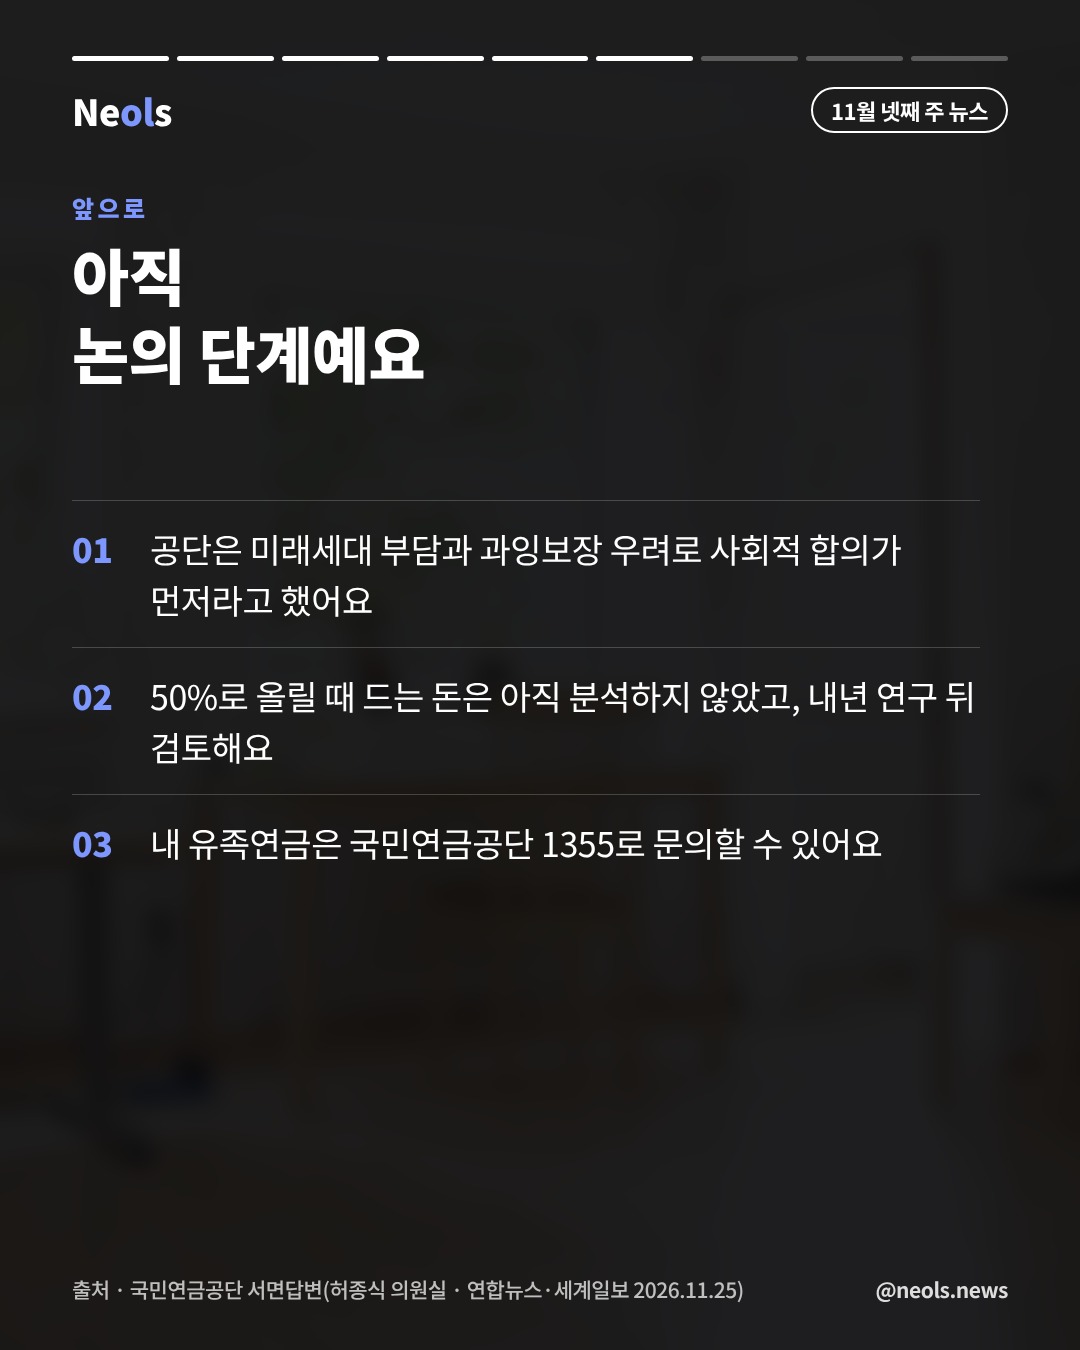 Neols
11월 넷째 주 뉴스
앞으로
아직
논의 단계예요
01 공단은 미래세대 부담과 과잉보장 우려로 사회적 합의가
먼저라고 했어요
02 50%로 올릴 때 드는 돈은 아직 분석하지 않았고, 내년 연구 뒤
검토해요
03 내 유족연금은 국민연금공단 1355로 문의할 수 있어요
출처 · 국민연금공단 서면답변(허종식 의원실 · 연합뉴스·세계일보 2026.11.25)
@neols.news